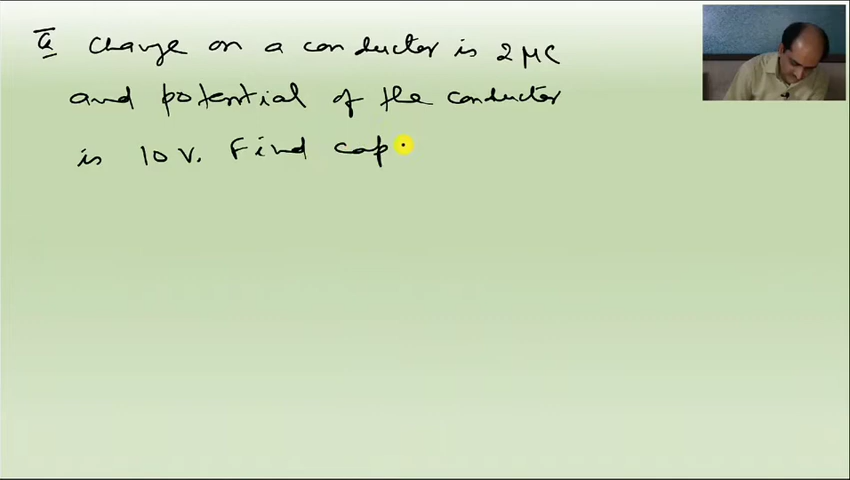 Q Charge on a conductor is 2 μC
and potential of the conductor
is 10 V. Find cap